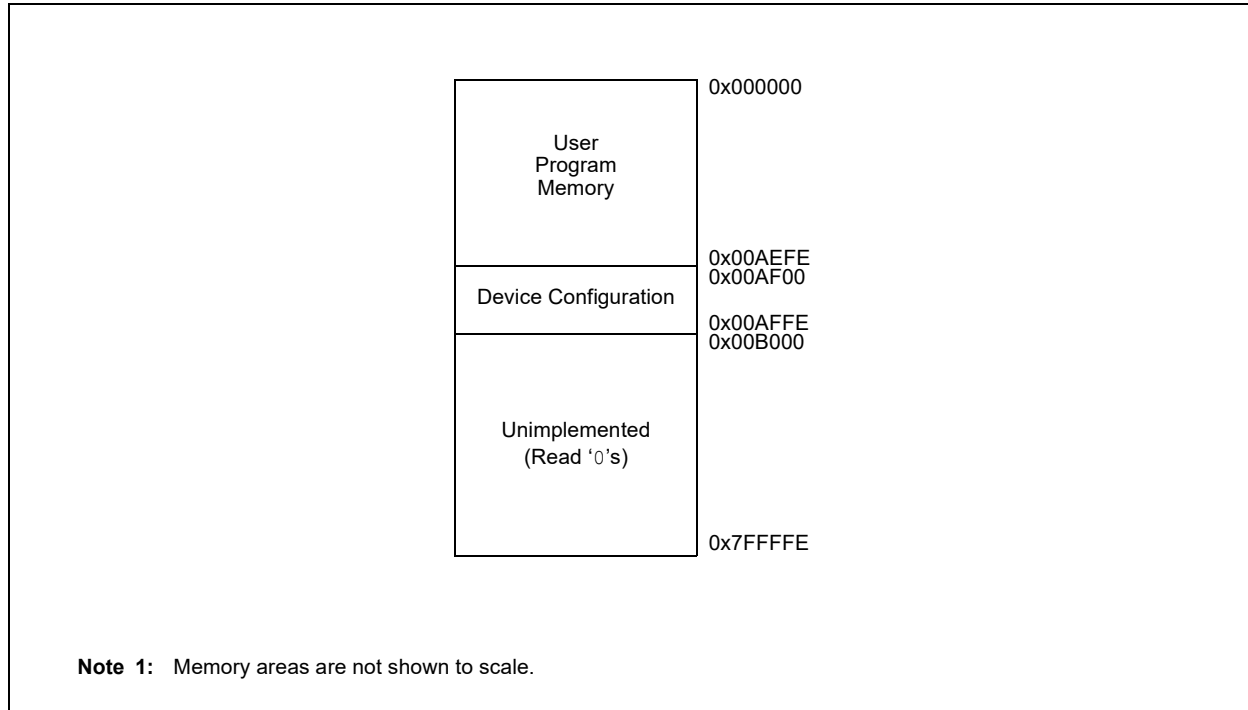 0x000000
User
Program
Memory
0x00AEFE
0x00AF00
Device Configuration
0x00AFFE
0x00B000
Unimplemented
(Read ‘0’s)
0x7FFFFE
Note 1: Memory areas are not shown to scale.